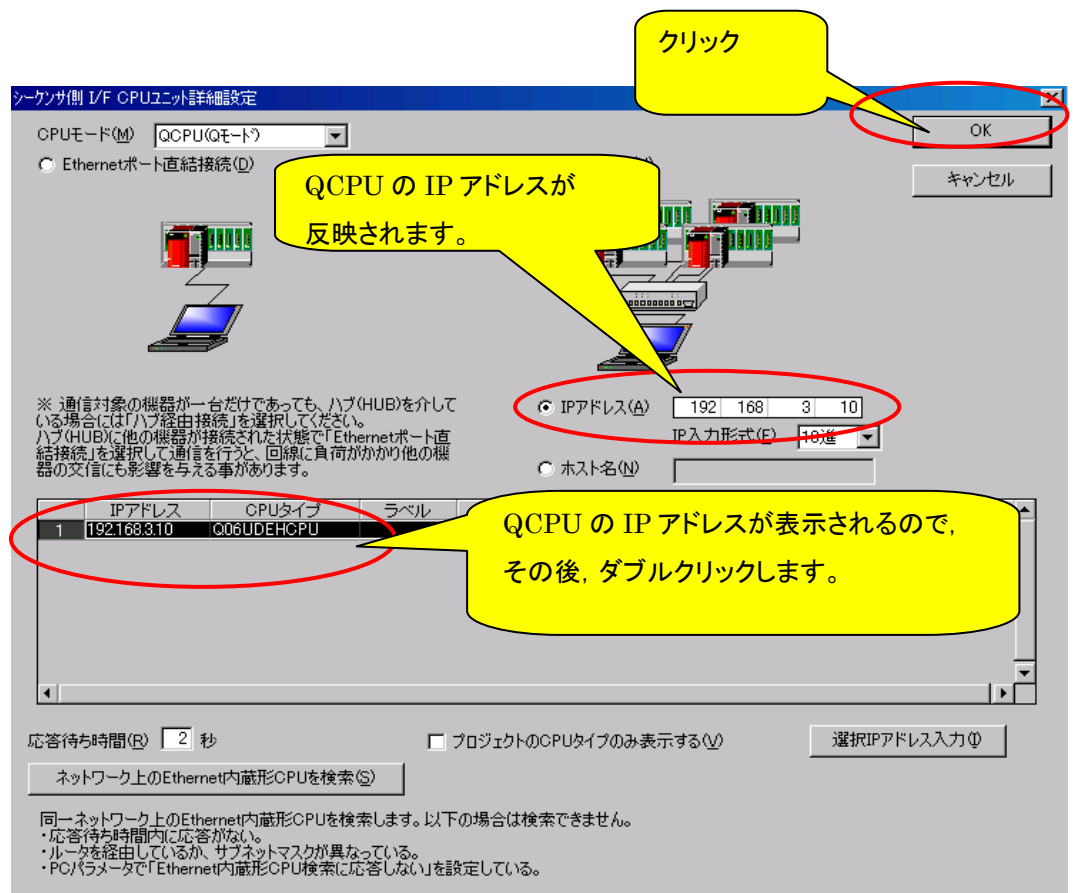 クリック
シーケンサ側 I/F CPUユニット詳細設定
CPUモード(M) QCPU(Qモード)
OK
Ethernetポート直結接続(D)
キャンセル
QCPU の IP アドレスが
反映されます。
※ 通信対象の機器が一台だけであっても、ハブ(HUB)を介して
いる場合には「ハブ経由接続」を選択してください。
ハブ(HUB)に他の機器が接続された状態で「Ethernetポート直
結接続」を選択して通信を行うと、回線に負荷がかかり他の機
器の交信にも影響を与える事があります。
IPアドレス(A) 192 168 3 10
IP入力形式(F) 10進
ホスト名(N)
IPアドレス CPUタイプ ラベル
1 192.168.3.10 Q06UDEHCPU
QCPU の IP アドレスが表示されるので,
その後, ダブルクリックします。
応答待ち時間(R) 2 秒
プロジェクトのCPUタイプのみ表示する(V)
選択IPアドレス入力(I)
ネットワーク上のEthernet内蔵形CPUを検索(S)
同一ネットワーク上のEthernet内蔵形CPUを検索します。以下の場合は検索できません。
・応答待ち時間内に応答がない。
・ルータを経由しているか、サブネットマスクが異なっている。
・PCパラメータで「Ethernet内蔵形CPU検索に応答しない」を設定している。